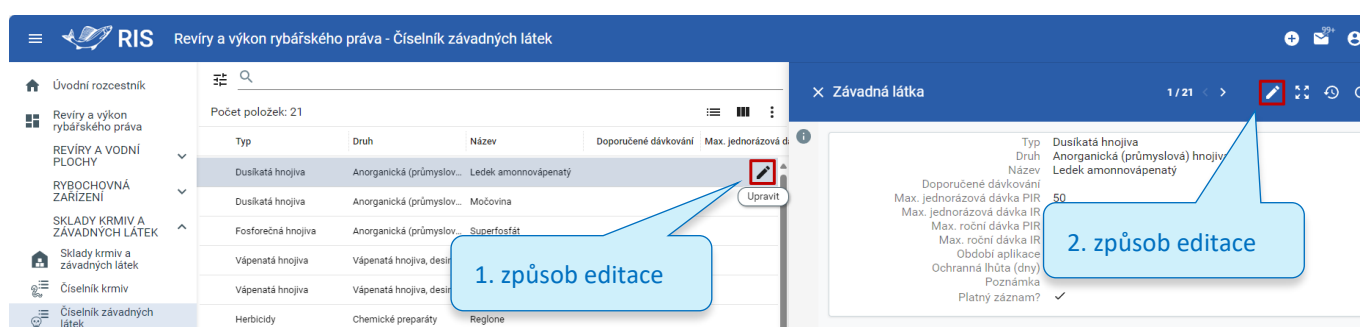 RIS Revíry a výkon rybářského práva - Číselník závadných látek
99+
Úvodní rozcestník
Revíry a výkon
rybářského práva
REVÍRY A VODNÍ
PLOCHY
RYBOCHOVNÁ
ZAŘÍZENÍ
SKLADY KRMIV A
ZÁVADNÝCH LÁTEK
Sklady krmiv a
závadných látek
Číselník krmiv
Číselník závadných
látek
Počet položek: 21
Typ Druh Název Doporučené dávkování Max. jednorázová d
Dusíkatá hnojiva Anorganická (průmyslov... Ledek amonnovápenatý
Upravit
Dusíkatá hnojiva Anorganická (průmyslov... Močovina
Fosforečná hnojiva Anorganická (průmyslov... Superfosfát
Vápenatá hnojiva Vápenatá hnojiva, desin
Vápenatá hnojiva Vápenatá hnojiva, desin
Herbicidy Chemické preparáty Reglone
1. způsob editace
Závadná látka 1 / 21
Typ Dusíkatá hnojiva
Druh Anorganická (průmyslová) hnojiva
Název Ledek amonnovápenatý
Doporučené dávkování
Max. jednorázová dávka PIR 50
Max. jednorázová dávka IR
Max. roční dávka PIR
Max. roční dávka IR
Období aplikace
Ochranná lhůta (dny)
Poznámka
Platný záznam? ✓
2. způsob editace